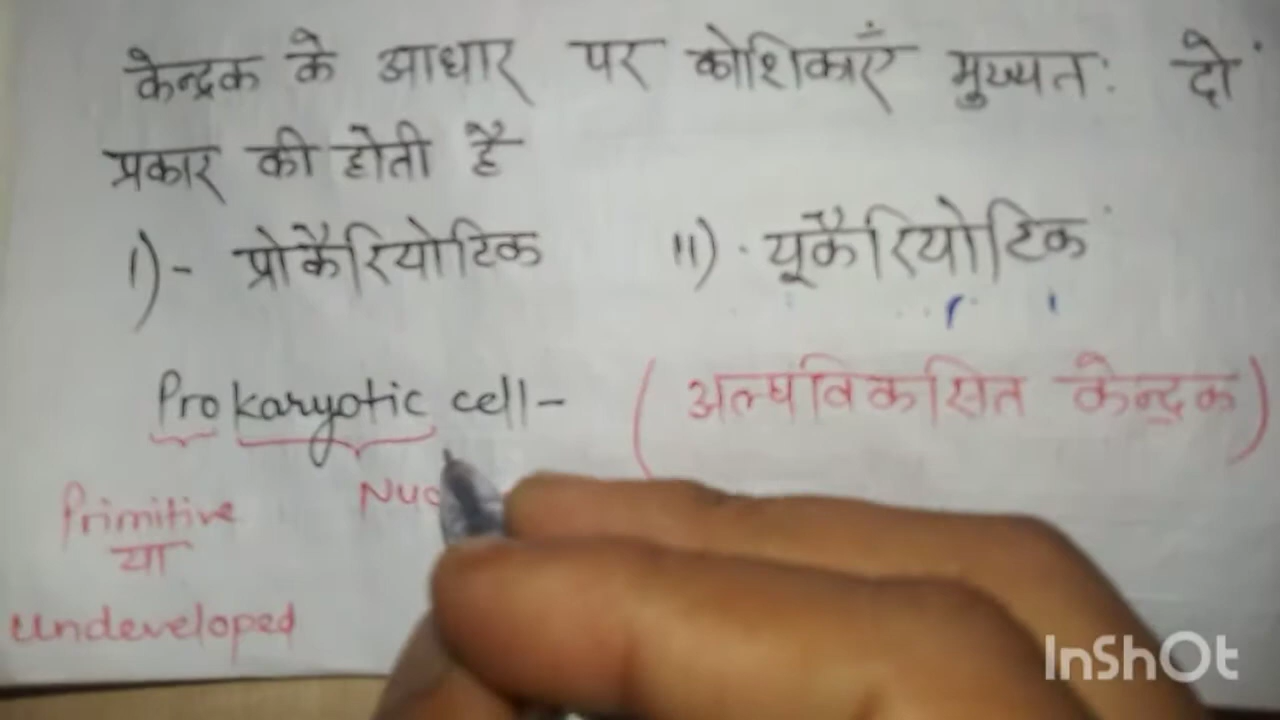 केन्द्रक के आधार पर कोशिकाएँ मुख्यत: दो
प्रकार की होती है
i)- प्रोकैरियोटिक ii) यूकैरियोटिक
Prokaryotic cell- (अल्पविकसित केन्द्रक)
Primitive
या
undeveloped
InShOt